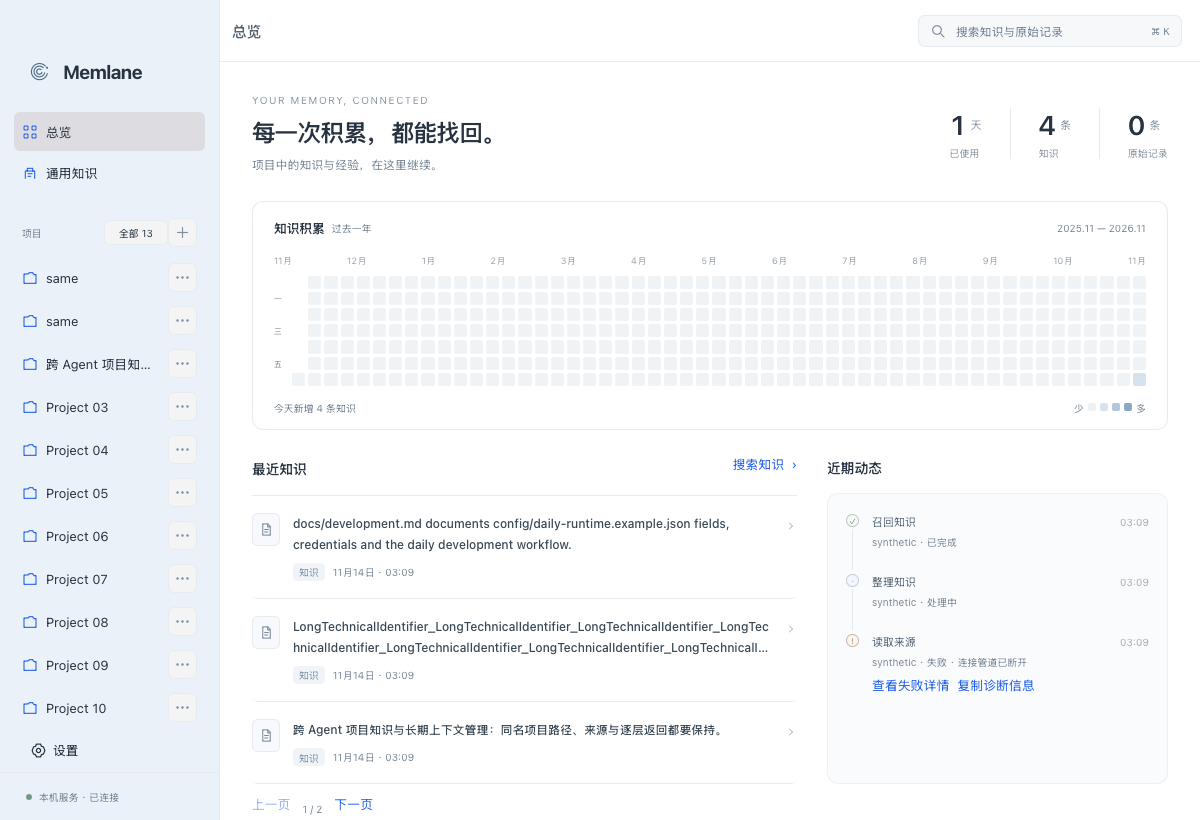 Memlane
总览
通用知识
项目
全部 13
same
same
跨 Agent 项目知...
Project 03
Project 04
Project 05
Project 06
Project 07
Project 08
Project 09
Project 10
设置
本机服务 · 已连接
总览
搜索知识与原始记录
⌘ K
YOUR MEMORY, CONNECTED
每一次积累，都能找回。
项目中的知识与经验，在这里继续。
1 天
已使用
4 条
知识
0 条
原始记录
知识积累 过去一年
2025.11 — 2026.11
11月 12月 1月 2月 3月 4月 5月 6月 7月 8月 9月 10月 11月
一
三
五
今天新增 4 条知识
少 多
最近知识
搜索知识 ›
docs/development.md documents config/daily-runtime.example.json fields,
credentials and the daily development workflow.
知识 11月14日 · 03:09
LongTechnicalIdentifier_LongTechnicalIdentifier_LongTechnicalIdentifier_LongTec
hnicalIdentifier_LongTechnicalIdentifier_LongTechnicalIdentifier_LongTechnicalI...
知识 11月14日 · 03:09
跨 Agent 项目知识与长期上下文管理：同名项目路径、来源与逐层返回都要保持。
知识 11月14日 · 03:09
上一页 1 / 2 下一页
近期动态
召回知识 03:09
synthetic · 已完成
整理知识 03:09
synthetic · 处理中
读取来源 03:09
synthetic · 失败 · 连接管道已断开
查看失败详情 复制诊断信息